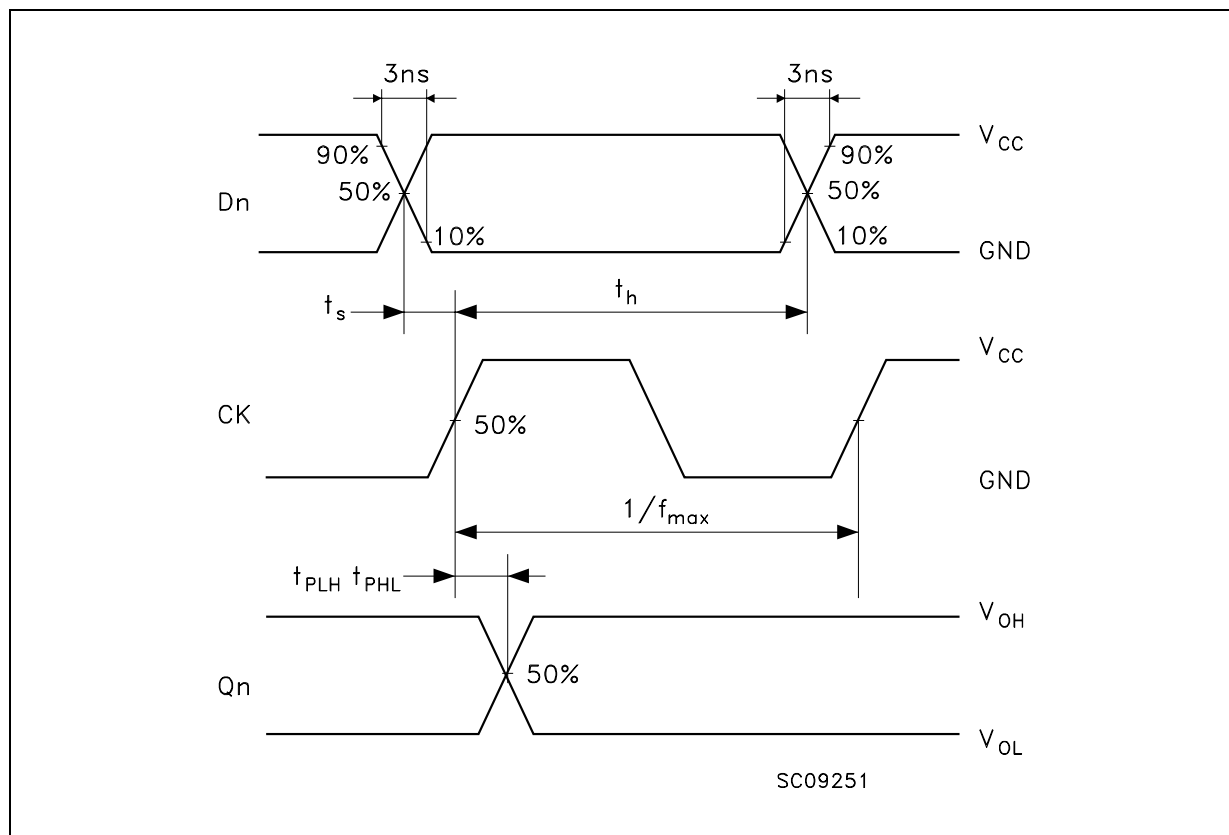 3ns 3ns
V_CC
90% 90%
50% 50%
Dn
10% 10%
GND
t_s t_h
V_CC
CK
50%
GND
1/f_max
t_PLH t_PHL
V_OH
50%
Qn
V_OL
SC09251